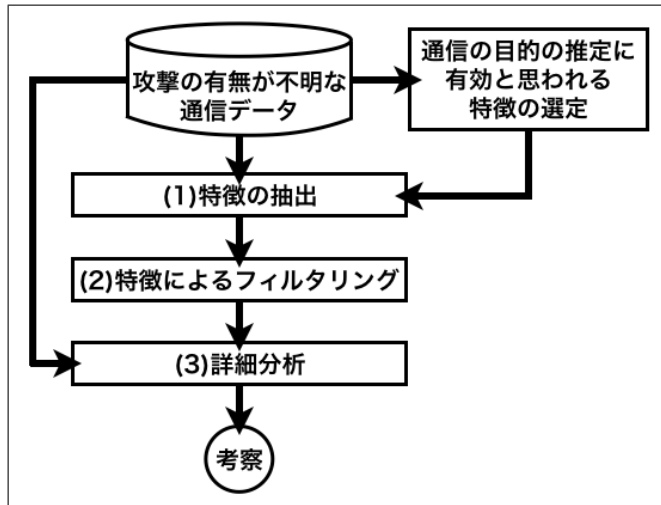 攻撃の有無が不明な
通信データ
通信の目的の推定に
有効と思われる
特徴の選定
(1)特徴の抽出
(2)特徴によるフィルタリング
(3)詳細分析
考察